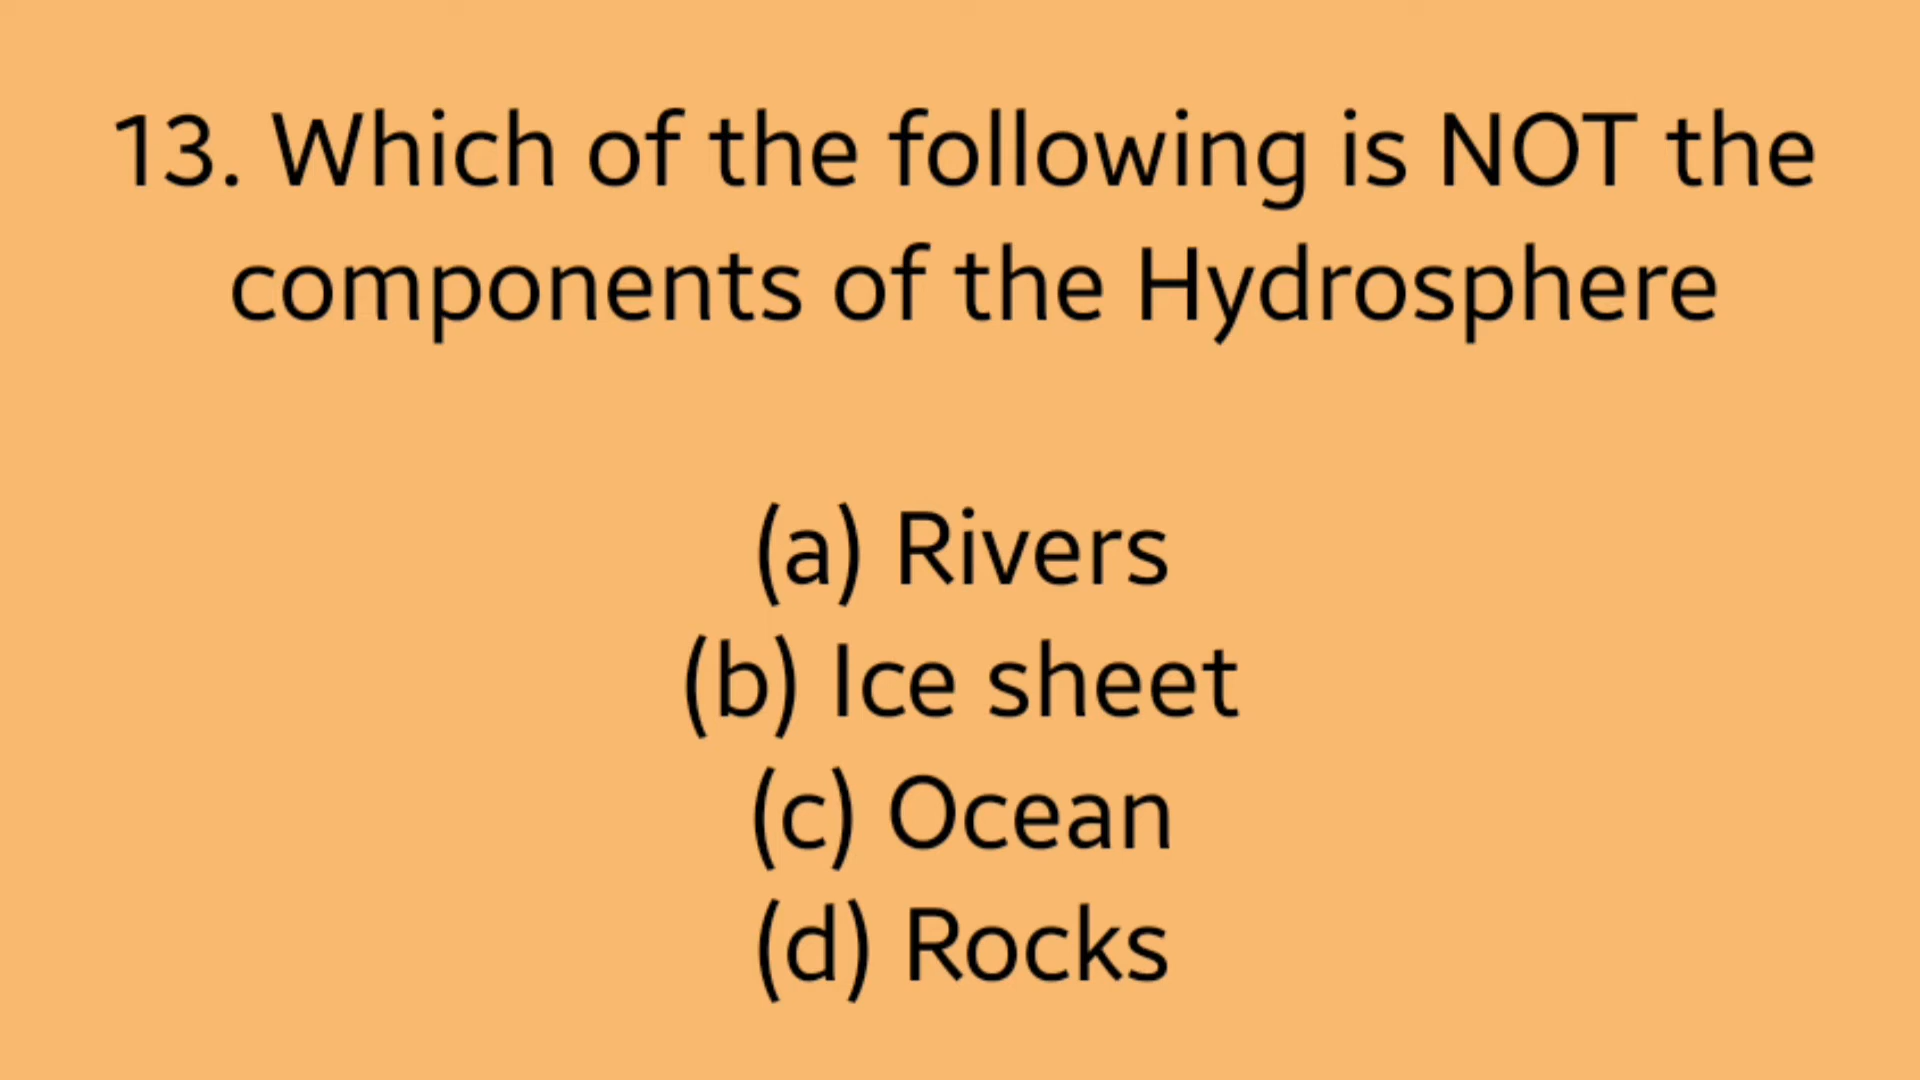 13. Which of the following is NOT the
components of the Hydrosphere
(a) Rivers
(b) Ice sheet
(c) Ocean
(d) Rocks